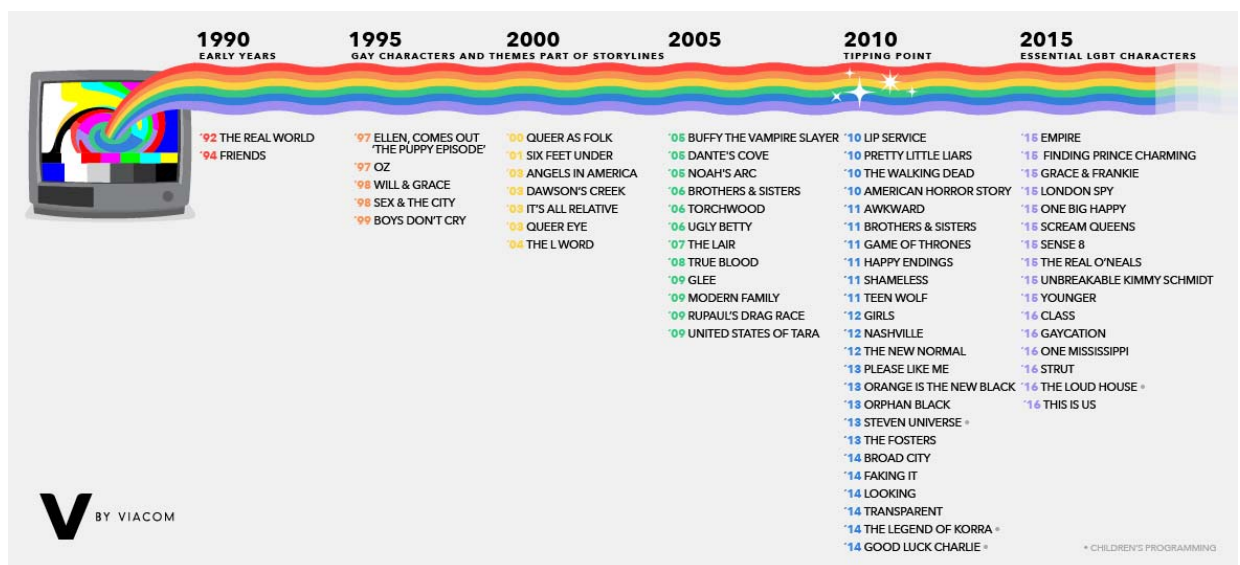 1990
EARLY YEARS
1995
2000
GAY CHARACTERS AND THEMES PART OF STORYLINES
2005
2010
TIPPING POINT
2015
ESSENTIAL LGBT CHARACTERS
'92 THE REAL WORLD
'94 FRIENDS
'97 ELLEN, COMES OUT
'THE PUPPY EPISODE'
'97 OZ
'98 WILL & GRACE
'98 SEX & THE CITY
'99 BOYS DON'T CRY
'00 QUEER AS FOLK
'01 SIX FEET UNDER
'03 ANGELS IN AMERICA
'03 DAWSON'S CREEK
'03 IT'S ALL RELATIVE
'03 QUEER EYE
'04 THE L WORD
'05 BUFFY THE VAMPIRE SLAYER
'05 DANTE'S COVE
'05 NOAH'S ARC
'06 BROTHERS & SISTERS
'06 TORCHWOOD
'06 UGLY BETTY
'07 THE LAIR
'08 TRUE BLOOD
'09 GLEE
'09 MODERN FAMILY
'09 RUPAUL'S DRAG RACE
'09 UNITED STATES OF TARA
'10 LIP SERVICE
'10 PRETTY LITTLE LIARS
'10 THE WALKING DEAD
'10 AMERICAN HORROR STORY
'11 AWKWARD
'11 BROTHERS & SISTERS
'11 GAME OF THRONES
'11 HAPPY ENDINGS
'11 SHAMELESS
'11 TEEN WOLF
'12 GIRLS
'12 NASHVILLE
'12 THE NEW NORMAL
'13 PLEASE LIKE ME
'13 ORANGE IS THE NEW BLACK
'13 ORPHAN BLACK
'13 STEVEN UNIVERSE •
'13 THE FOSTERS
'14 BROAD CITY
'14 FAKING IT
'14 LOOKING
'14 TRANSPARENT
'14 THE LEGEND OF KORRA •
'14 GOOD LUCK CHARLIE •
'15 EMPIRE
'15 FINDING PRINCE CHARMING
'15 GRACE & FRANKIE
'15 LONDON SPY
'15 ONE BIG HAPPY
'15 SCREAM QUEENS
'15 SENSE 8
'15 THE REAL O'NEALS
'15 UNBREAKABLE KIMMY SCHMIDT
'15 YOUNGER
'16 CLASS
'16 GAYCATION
'16 ONE MISSISSIPPI
'16 STRUT
'16 THE LOUD HOUSE •
'16 THIS IS US
V BY VIACOM
• CHILDREN'S PROGRAMMING